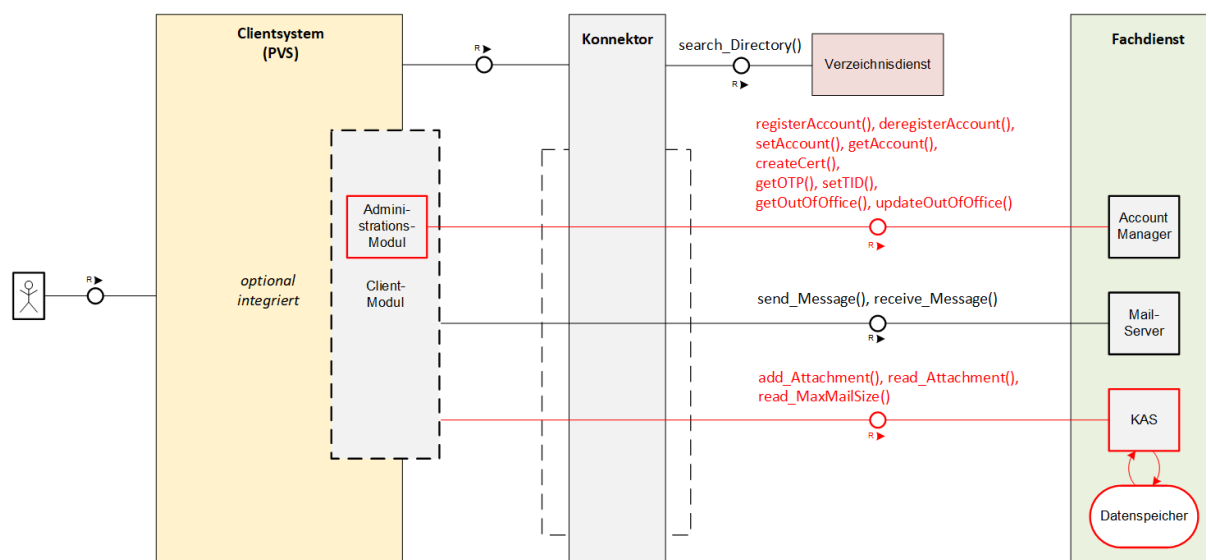 Clientsystem
(PVS)
Konnektor
Fachdienst
R
search_Directory()
R
Verzeichnisdienst
registerAccount(), deregisterAccount(),
setAccount(), getAccount(),
createCert(),
getOTP(), setTID(),
getOutOfOffice(), updateOutOfOffice()
R
Admini-
strations-
Modul
Account
Manager
R
optional
integriert
Client-
Modul
send_Message(), receive_Message()
R
Mail-
Server
add_Attachment(), read_Attachment(),
read_MaxMailSize()
R
KAS
Datenspeicher